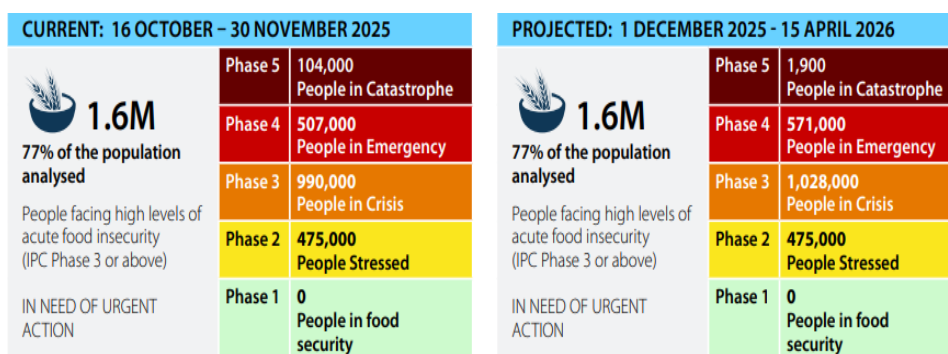 CURRENT: 16 OCTOBER – 30 NOVEMBER 2025
1.6M
77% of the population
analysed
People facing high levels of
acute food insecurity
(IPC Phase 3 or above)
IN NEED OF URGENT
ACTION
Phase 5 104,000
People in Catastrophe
Phase 4 507,000
People in Emergency
Phase 3 990,000
People in Crisis
Phase 2 475,000
People Stressed
Phase 1 0
People in food
security
PROJECTED: 1 DECEMBER 2025 - 15 APRIL 2026
1.6M
77% of the population
analysed
People facing high levels of
acute food insecurity
(IPC Phase 3 or above)
IN NEED OF URGENT
ACTION
Phase 5 1,900
People in Catastrophe
Phase 4 571,000
People in Emergency
Phase 3 1,028,000
People in Crisis
Phase 2 475,000
People Stressed
Phase 1 0
People in food
security